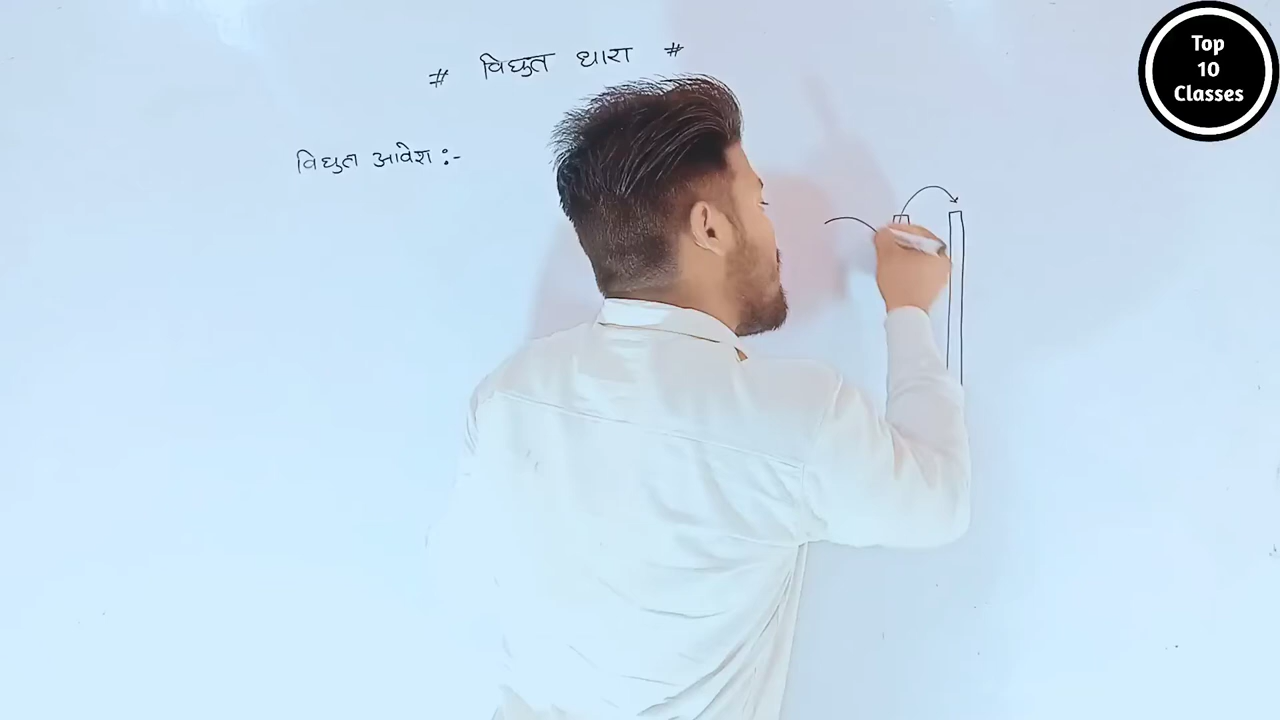 # विद्युत धारा #
विद्युत आवेश :-
Top
10
Classes